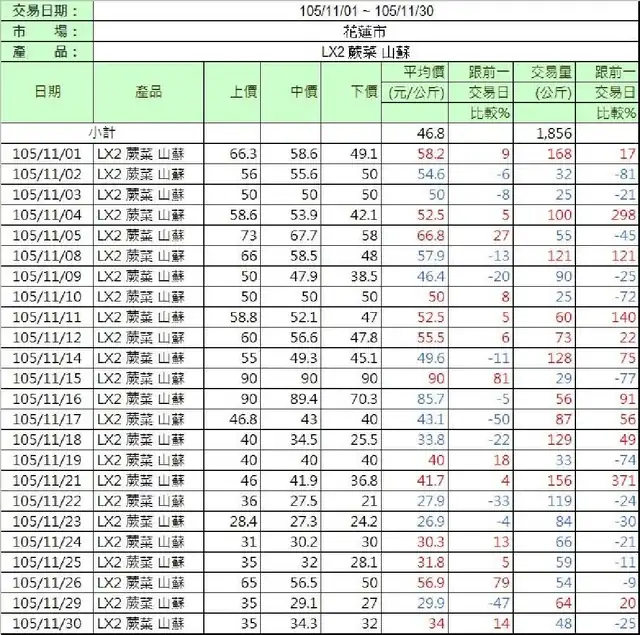 交易日期： 105/11/01 ~ 105/11/30
市　場： 花蓮市
產　品： LX2 蕨菜 山蘇
日期 產品 上價 中價 下價 平均價 (元/公斤) 跟前一 交易日 比較% 交易量 (公斤) 跟前一 交易日 比較%
小計 46.8 1,856
105/11/01 LX2 蕨菜 山蘇 66.3 58.6 49.1 58.2 9 168 17
105/11/02 LX2 蕨菜 山蘇 56 55.6 50 54.6 -6 32 -81
105/11/03 LX2 蕨菜 山蘇 50 50 50 50 -8 25 -21
105/11/04 LX2 蕨菜 山蘇 58.6 53.9 42.1 52.5 5 100 298
105/11/05 LX2 蕨菜 山蘇 73 67.7 58 66.8 27 55 -45
105/11/08 LX2 蕨菜 山蘇 66 58.5 48 57.9 -13 121 121
105/11/09 LX2 蕨菜 山蘇 50 47.9 38.5 46.4 -20 90 -25
105/11/10 LX2 蕨菜 山蘇 50 50 50 50 8 25 -72
105/11/11 LX2 蕨菜 山蘇 58.8 52.1 47 52.5 5 60 140
105/11/12 LX2 蕨菜 山蘇 60 56.6 47.8 55.5 6 73 22
105/11/14 LX2 蕨菜 山蘇 55 49.3 45.1 49.6 -11 128 75
105/11/15 LX2 蕨菜 山蘇 90 90 90 90 81 29 -77
105/11/16 LX2 蕨菜 山蘇 90 89.4 70.3 85.7 -5 56 91
105/11/17 LX2 蕨菜 山蘇 46.8 43 40 43.1 -50 87 56
105/11/18 LX2 蕨菜 山蘇 40 34.5 25.5 33.8 -22 129 49
105/11/19 LX2 蕨菜 山蘇 40 40 40 40 18 33 -74
105/11/21 LX2 蕨菜 山蘇 46 41.9 36.8 41.7 4 156 371
105/11/22 LX2 蕨菜 山蘇 36 27.5 21 27.9 -33 119 -24
105/11/23 LX2 蕨菜 山蘇 28.4 27.3 24.2 26.9 -4 84 -30
105/11/24 LX2 蕨菜 山蘇 31 30.2 30 30.3 13 66 -21
105/11/25 LX2 蕨菜 山蘇 35 32 28.1 31.8 5 59 -11
105/11/26 LX2 蕨菜 山蘇 65 56.5 50 56.9 79 54 -9
105/11/29 LX2 蕨菜 山蘇 35 29.1 27 29.9 -47 64 20
105/11/30 LX2 蕨菜 山蘇 35 34.3 32 34 14 48 -25